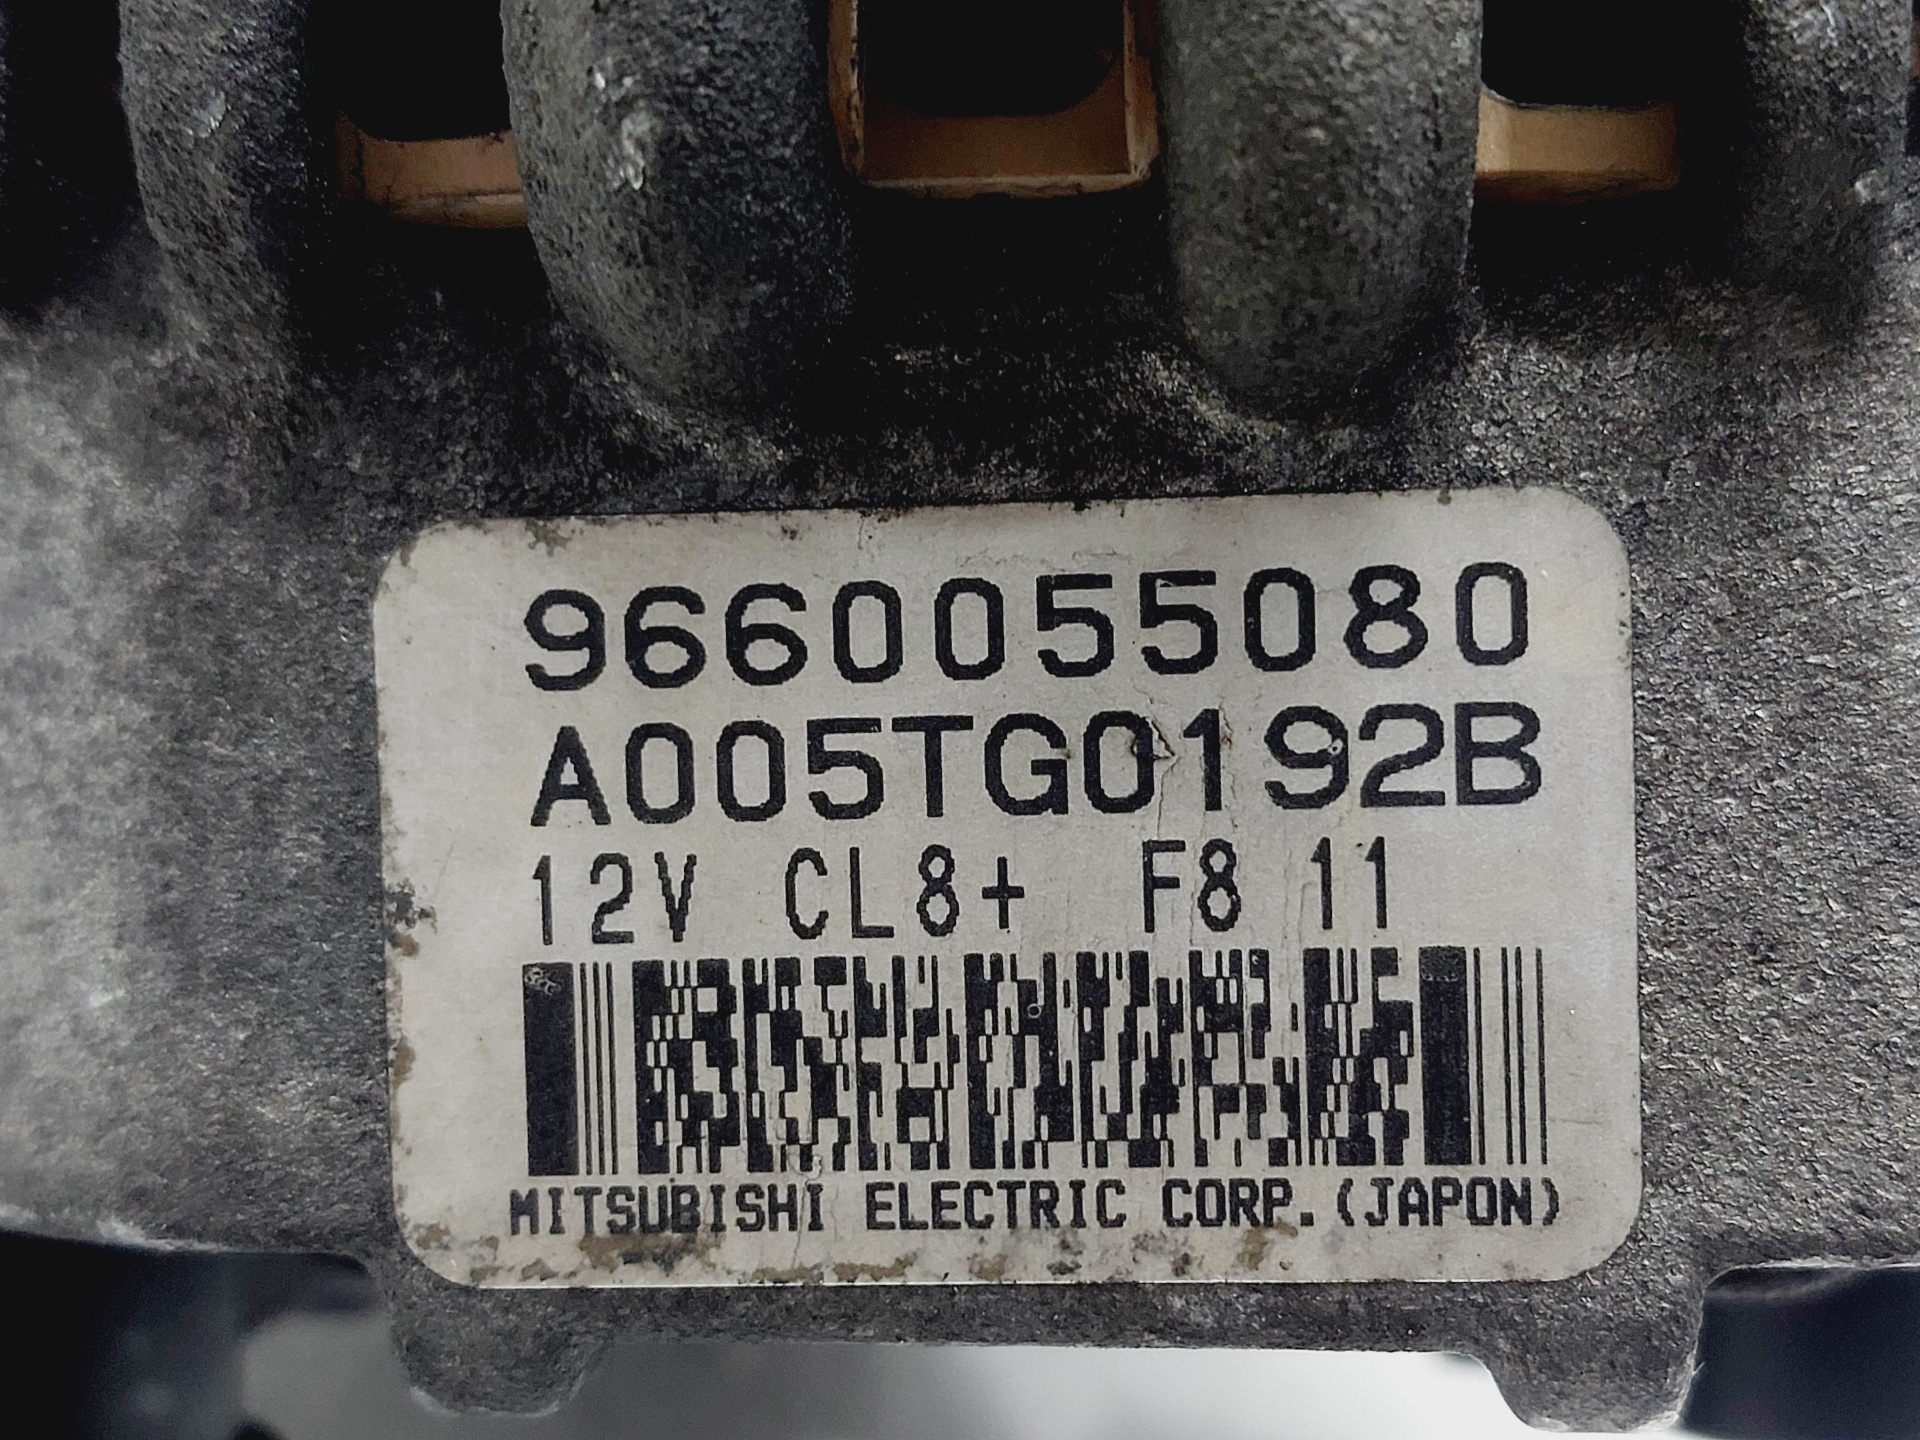 9660055080
A005TG0192B
12V CL8+ F8 11
MITSUBISHI ELECTRIC CORP.(JAPON)